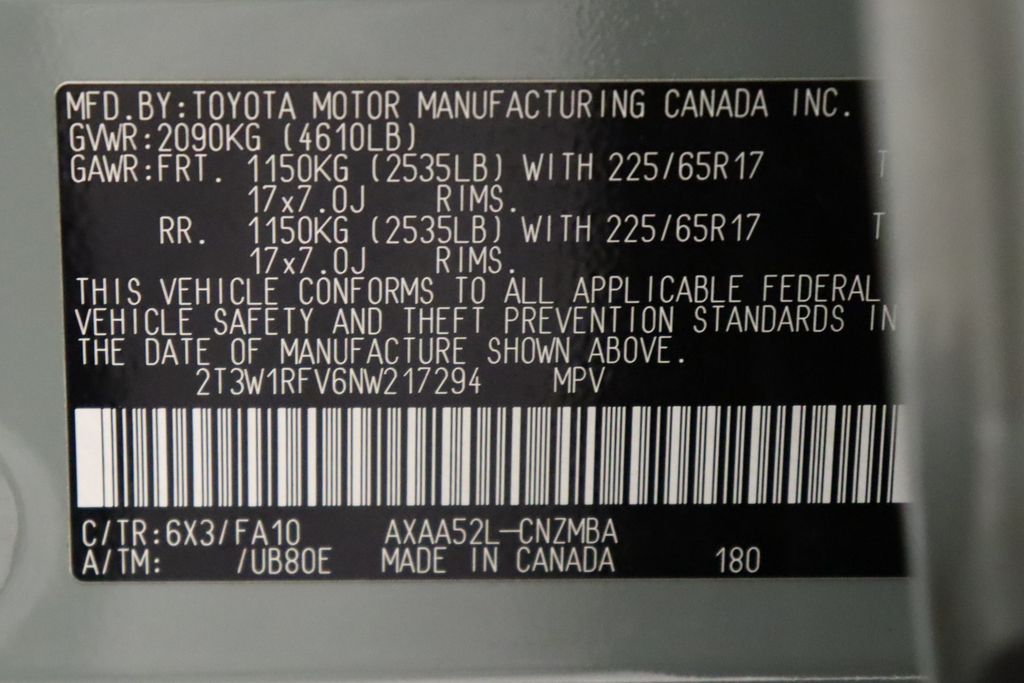 MFD.BY:TOYOTA MOTOR MANUFACTURING CANADA INC.
GVWR:2090KG (4610LB)
GAWR:FRT. 1150KG (2535LB) WITH 225/65R17 T
17x7.0J RIMS.
RR. 1150KG (2535LB) WITH 225/65R17 T
17x7.0J RIMS.
THIS VEHICLE CONFORMS TO ALL APPLICABLE FEDERAL
VEHICLE SAFETY AND THEFT PREVENTION STANDARDS IN
THE DATE OF MANUFACTURE SHOWN ABOVE.
2T3W1RFV6NW217294 MPV
C/TR:6X3/FA10 AXAA52L-CNZMBA
A/TM: /UB80E MADE IN CANADA 180